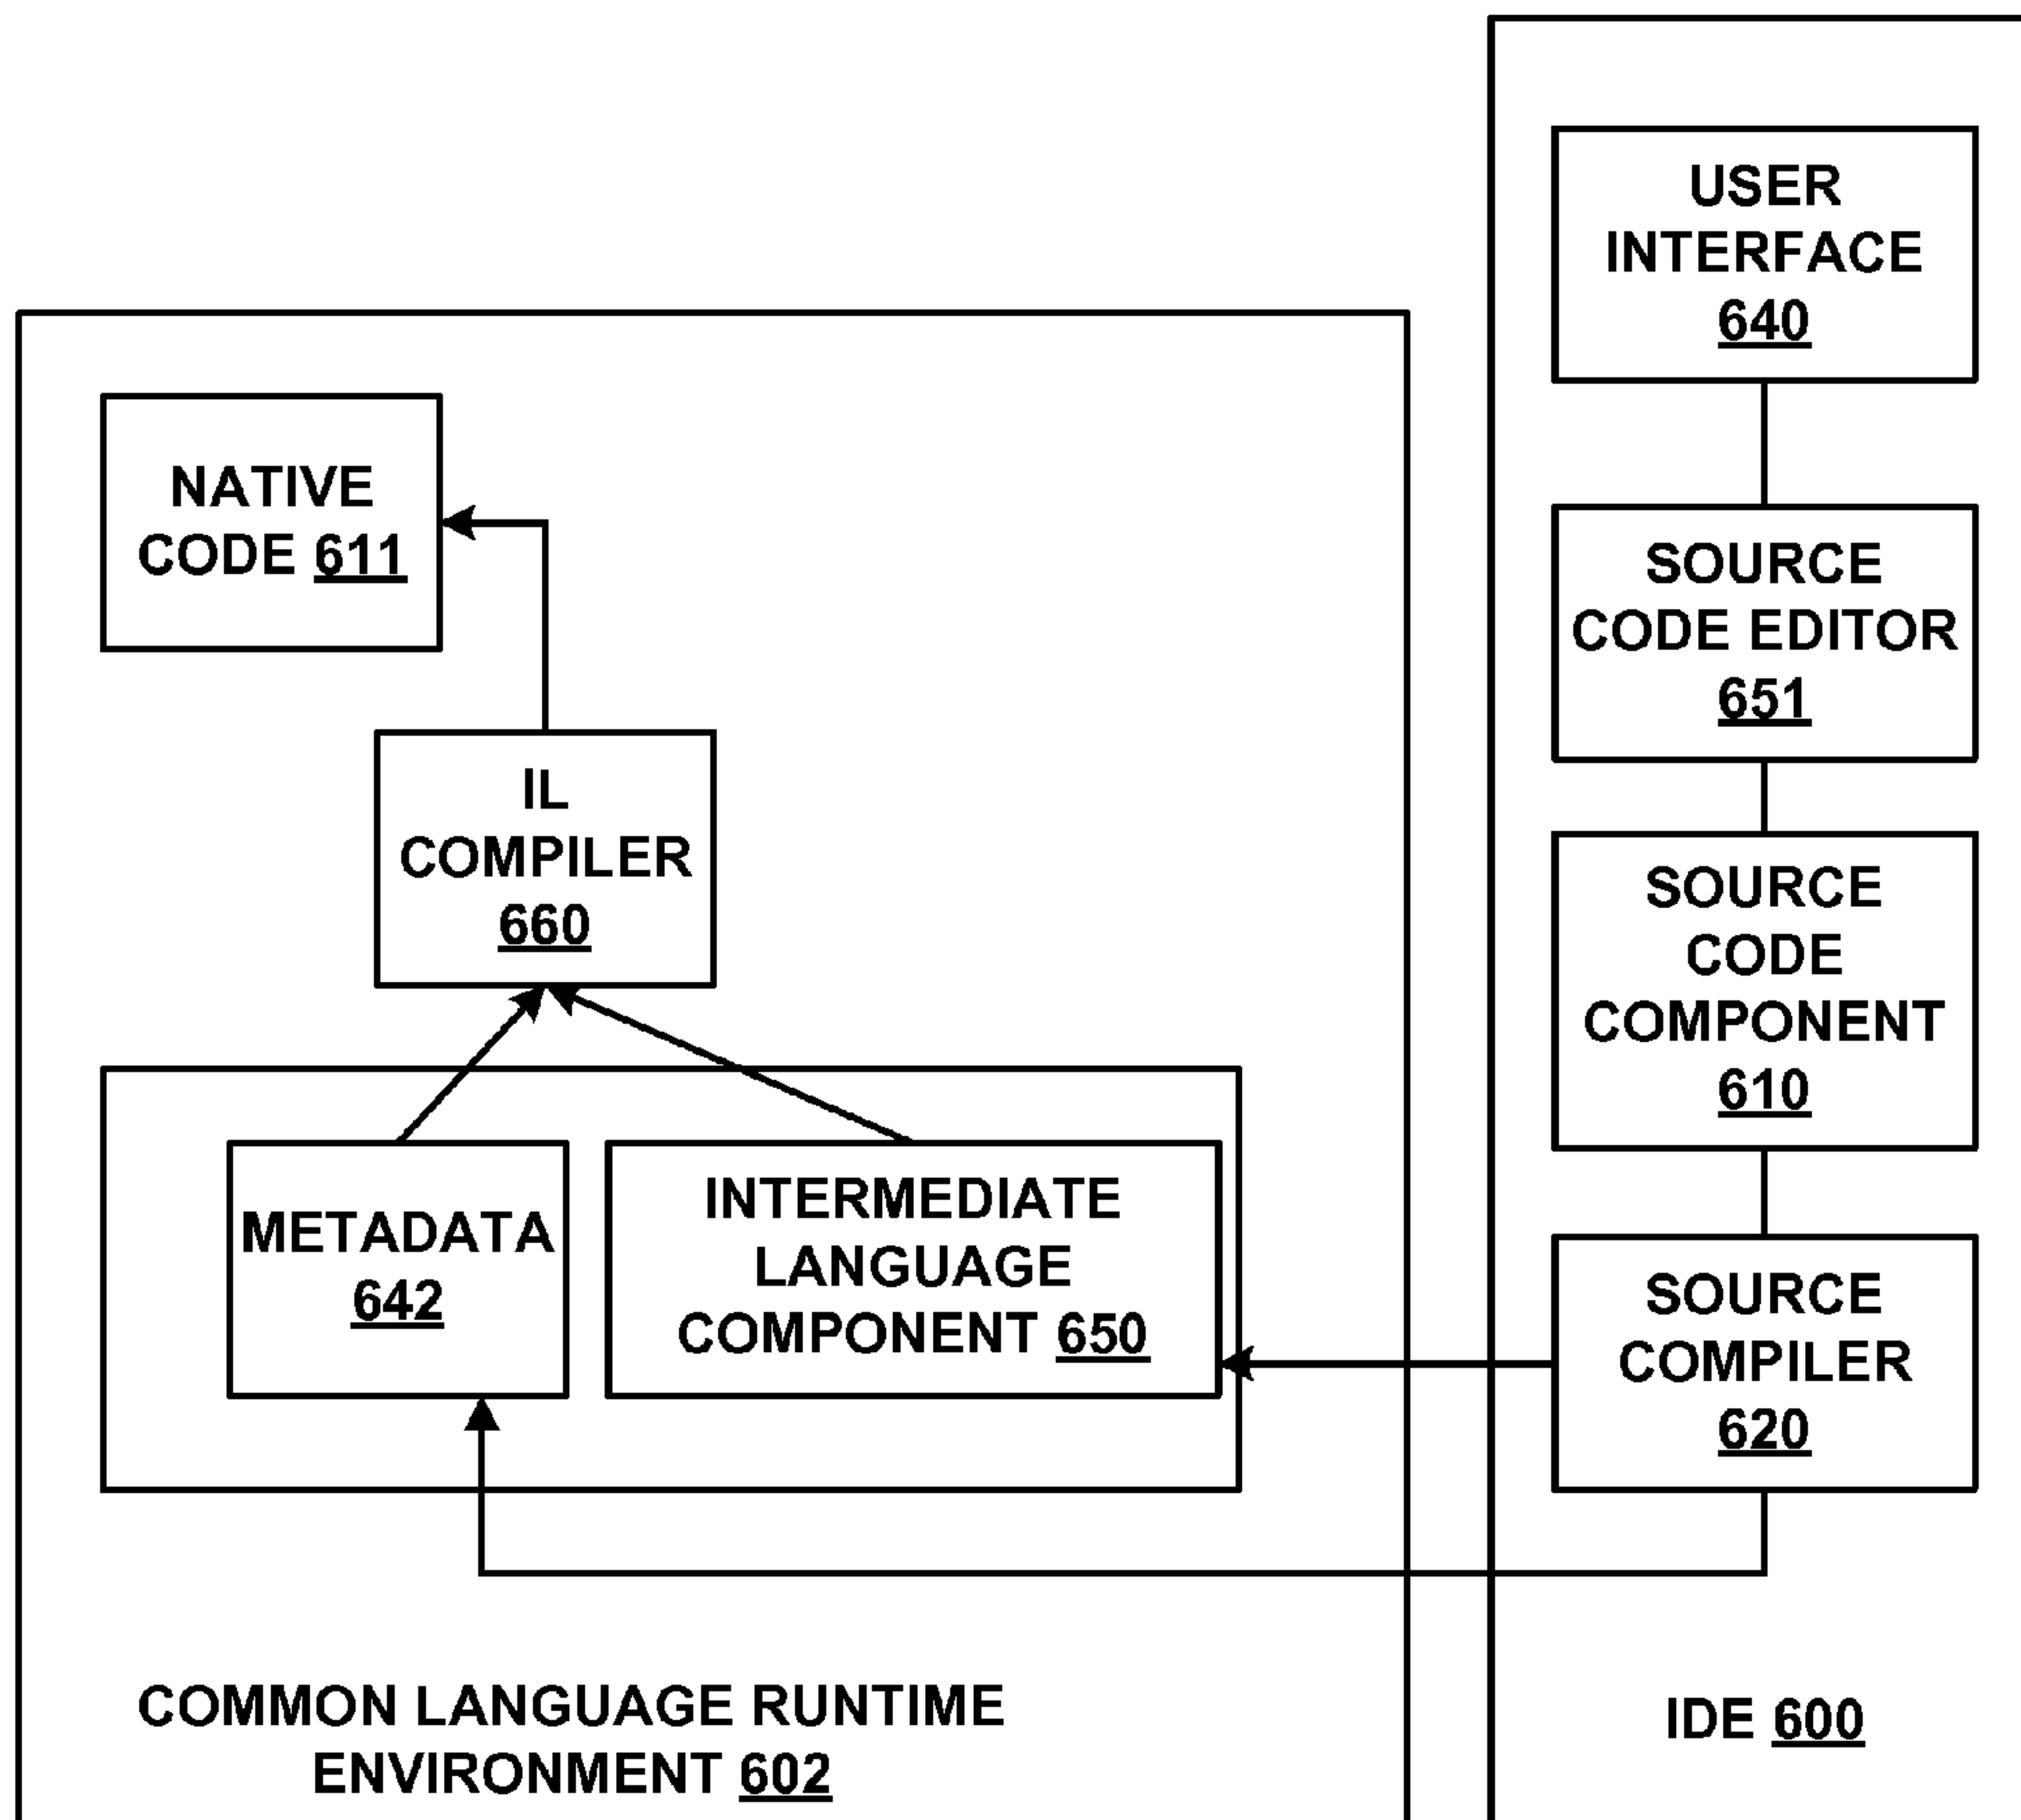 USER
INTERFACE
640
NATIVE
CODE 611
SOURCE
CODE EDITOR
651
IL
COMPILER
660
SOURCE
CODE
COMPONENT
610
METADATA
642
INTERMEDIATE
LANGUAGE
COMPONENT 650
SOURCE
COMPILER
620
COMMON LANGUAGE RUNTIME
ENVIRONMENT 602
IDE 600